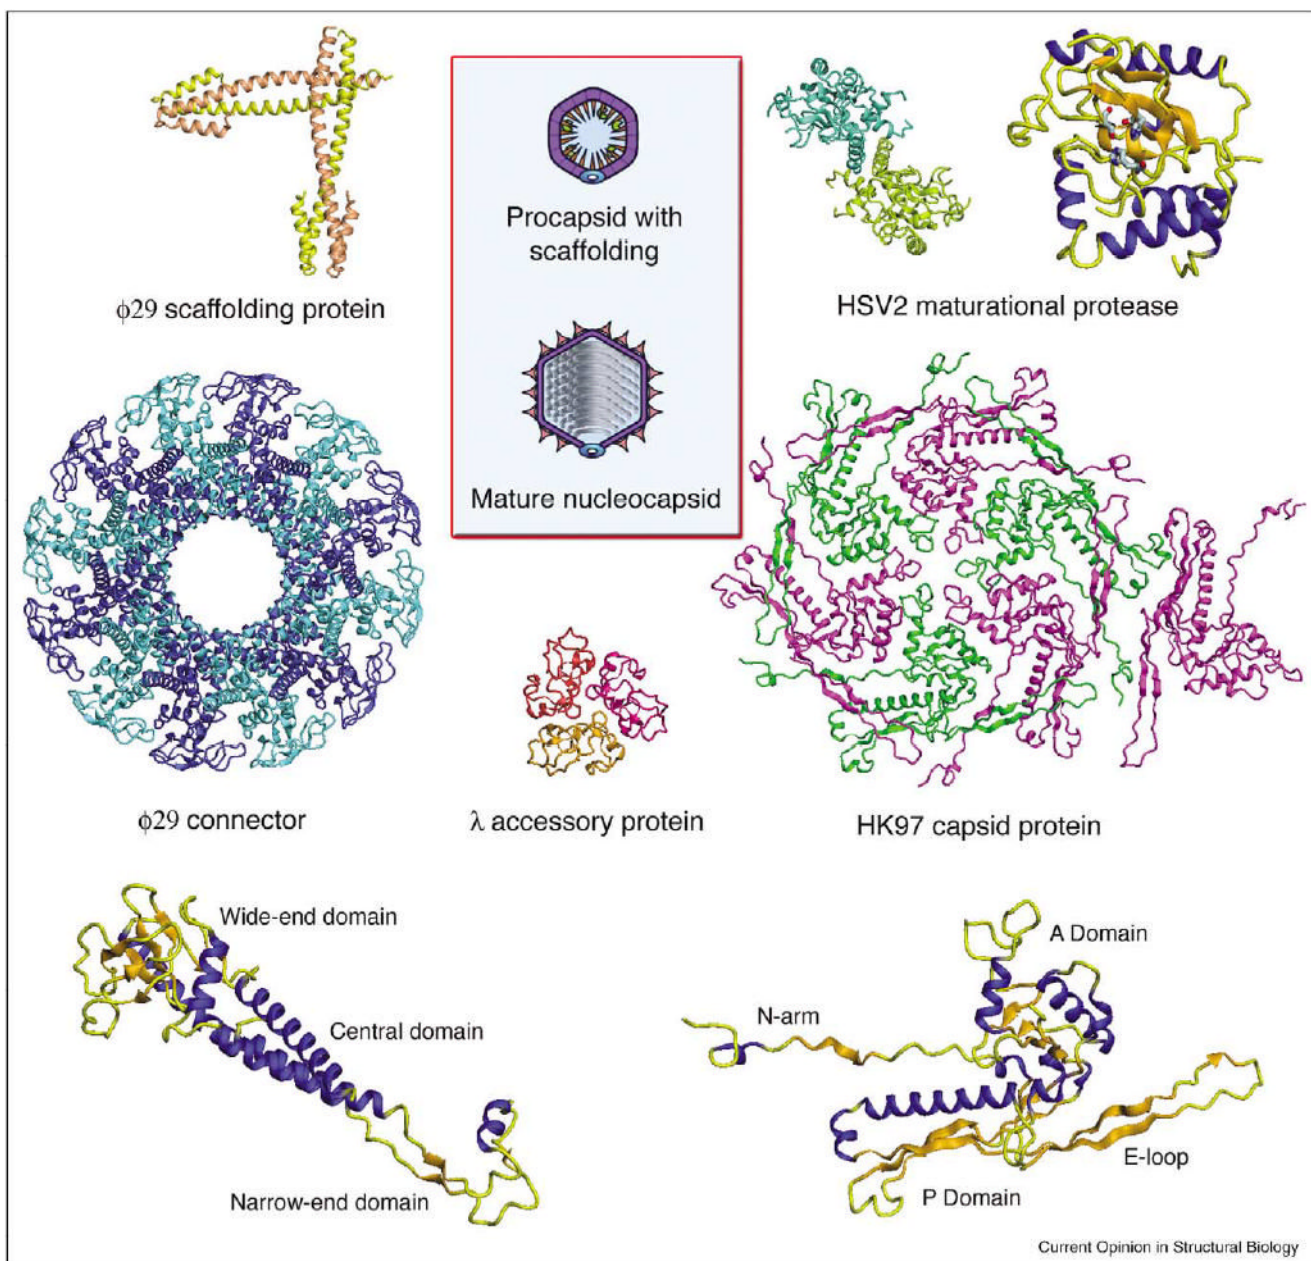 Procapsid with
scaffolding
ϕ29 scaffolding protein
HSV2 maturational protease
Mature nucleocapsid
ϕ29 connector
λ accessory protein
HK97 capsid protein
Wide-end domain
Central domain
Narrow-end domain
A Domain
N-arm
E-loop
P Domain
Current Opinion in Structural Biology